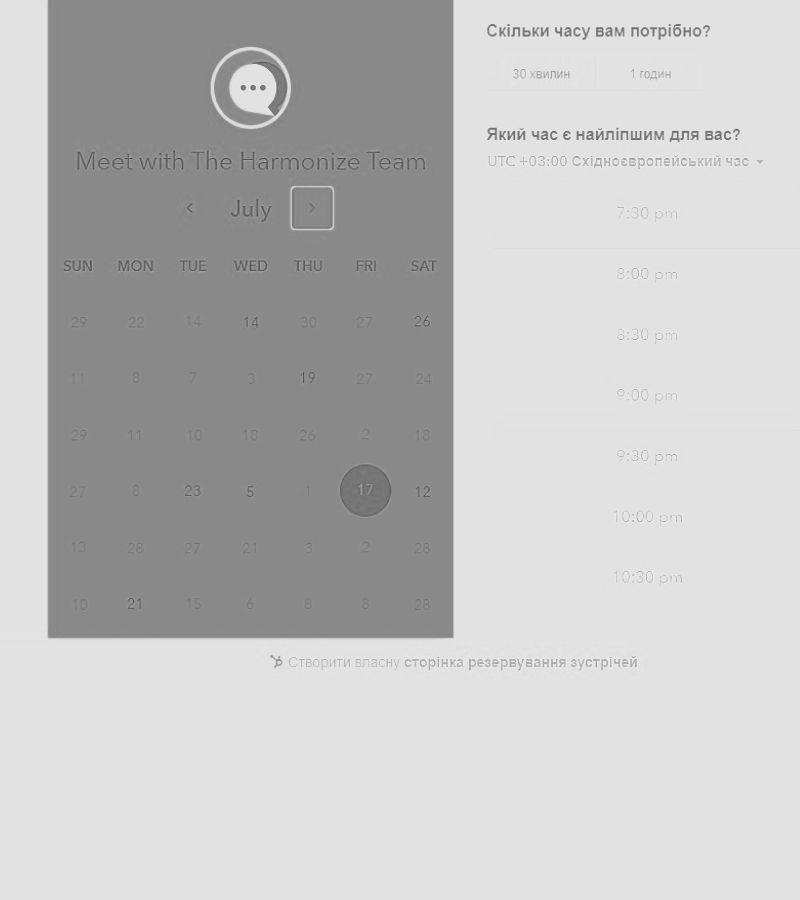 Meet with The Harmonize Team
July
SUN MON TUE WED THU FRI SAT
29 22 14 14 30 27 26
11 8 7 3 19 27 24
29 11 10 18 26 2 18
27 8 23 5 1 17 12
13 28 27 21 3 2 28
10 21 15 6 8 8 28
Скільки часу вам потрібно?
30 хвилин 1 годин
Який час є найліпшим для вас?
UTC +03:00 Східноєвропейський час
7:30 pm
8:00 pm
8:30 pm
9:00 pm
9:30 pm
10:00 pm
10:30 pm
Створити власну сторінка резервування зустрічей